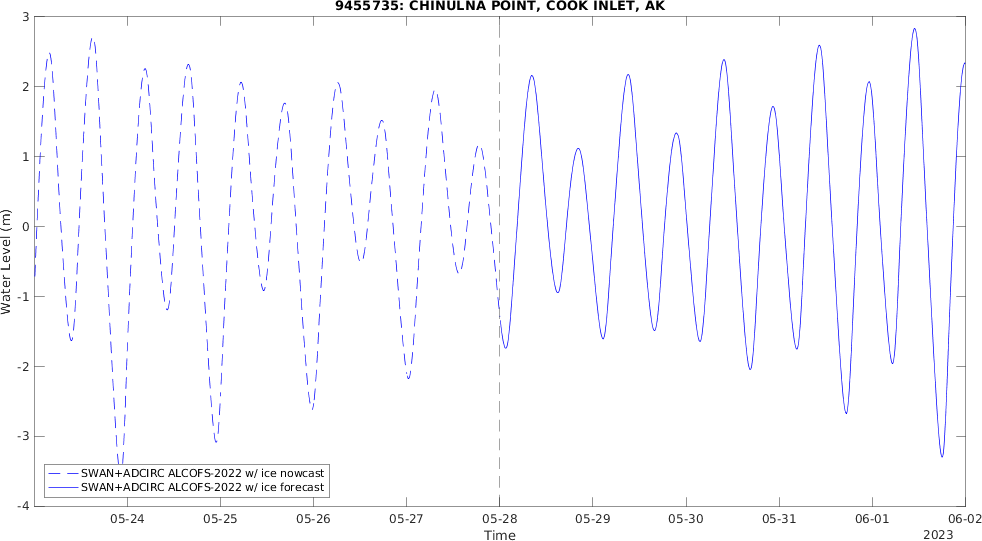 9455735: CHINULNA POINT, COOK INLET, AK
3
2
1
0
-1
-2
-3
-4
Water Level (m)
SWAN+ADCIRC ALCOFS-2022 w/ ice nowcast
SWAN+ADCIRC ALCOFS-2022 w/ ice forecast
05-24 05-25 05-26 05-27 05-28 05-29 05-30 05-31 06-01 06-02
Time
2023